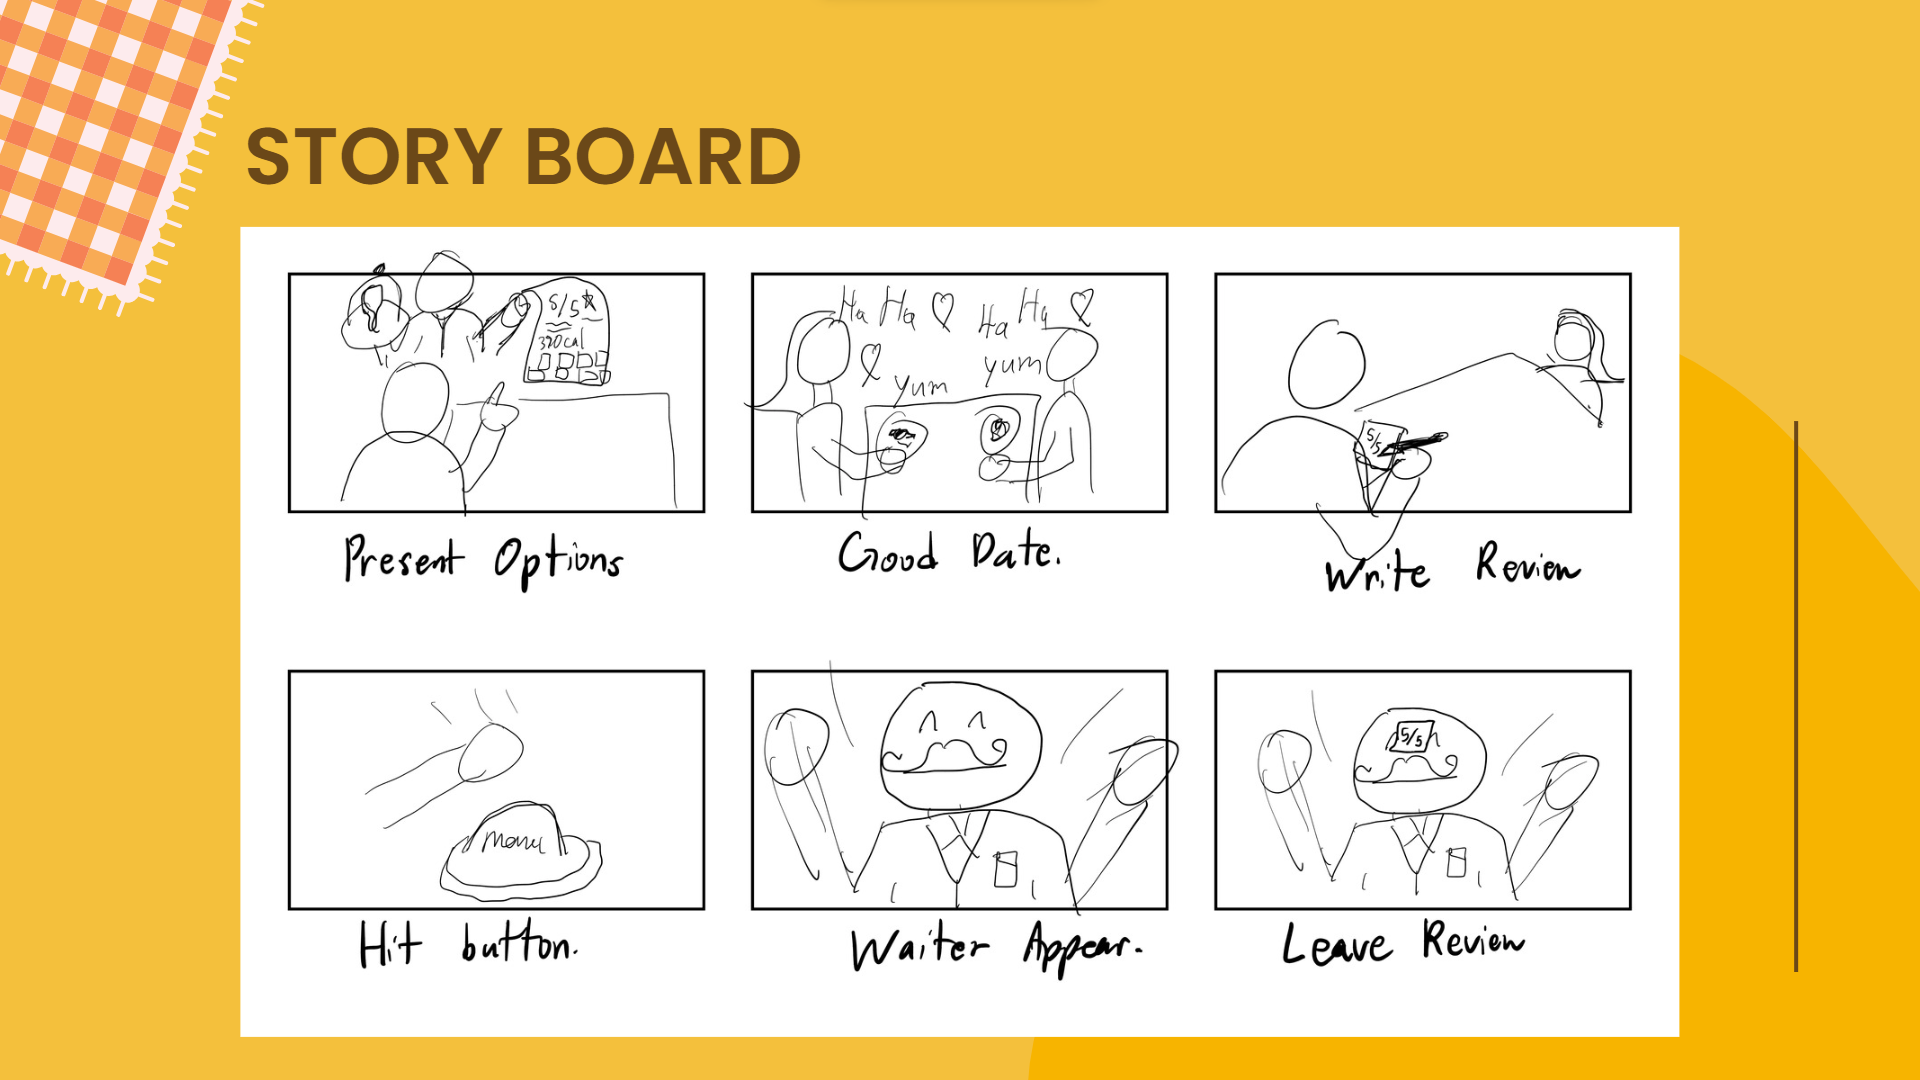 STORY BOARD
5/5
320cal
Ha Ha
Ha Ha
yum
yum
5/5
Present Options
Good Date.
Write Review
menu
5/5
Hit button.
Waiter Appear.
Leave Review